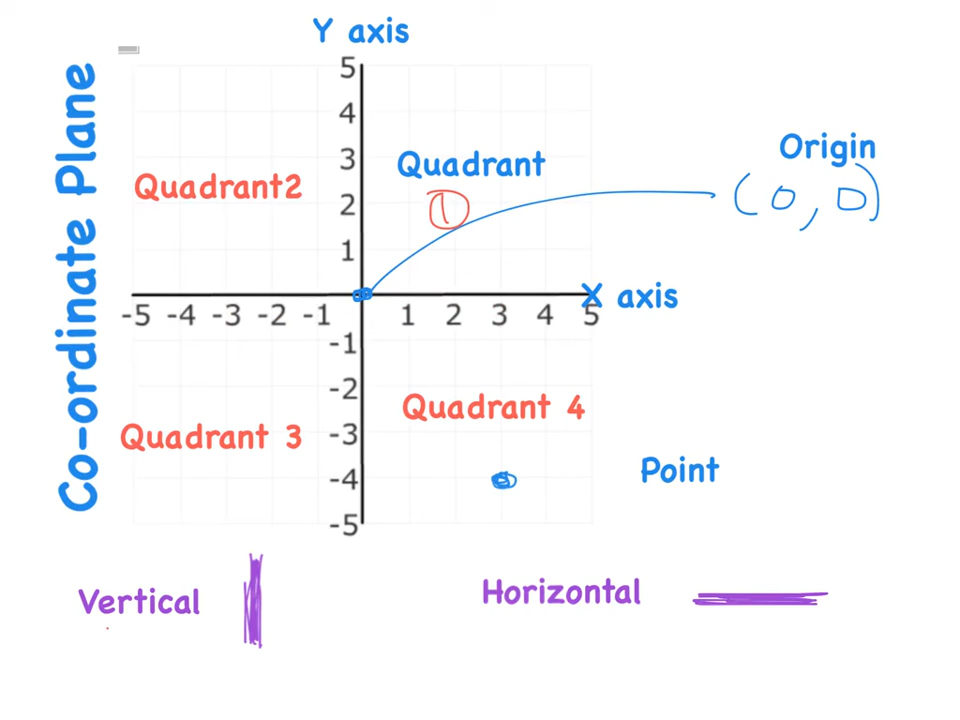 Y axis
Co-ordinate Plane
5
4
3
2
1
Quadrant
1
Quadrant2
Origin
(0,0)
X axis
-5 -4 -3 -2 -1 1 2 3 4 5
-1
-2
-3
-4
-5
Quadrant 4
Quadrant 3
Point
Vertical
Horizontal